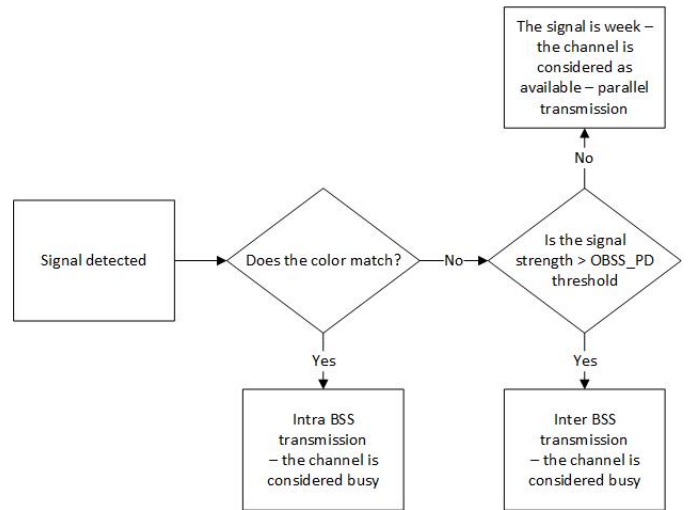 The signal is week –
the channel is
considered as
available – parallel
transmission
No
Signal detected
Does the color match?
No
Is the signal
strength > OBSS_PD
threshold
Yes
Yes
Intra BSS
transmission
– the channel is
considered busy
Inter BSS
transmission
– the channel is
considered busy